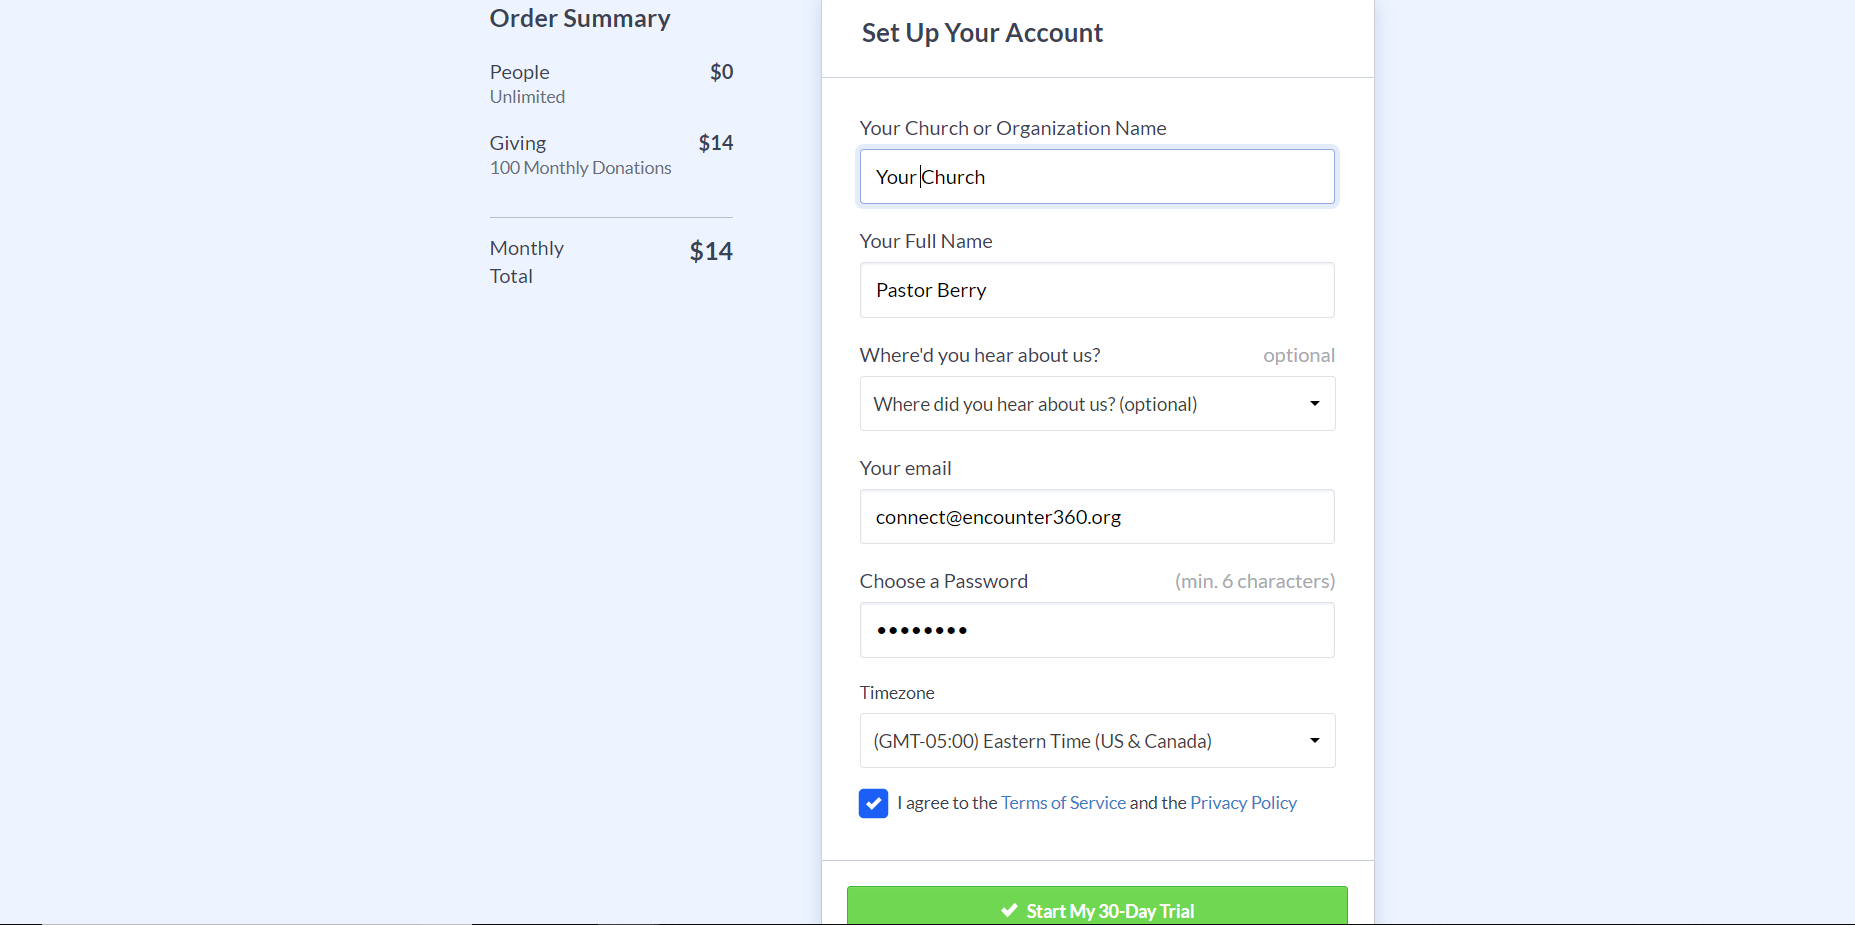 Order Summary
People $0
Unlimited
Giving $14
100 Monthly Donations
Monthly Total $14
Set Up Your Account
Your Church or Organization Name
Your Church
Your Full Name
Pastor Berry
Where'd you hear about us? optional
Where did you hear about us? (optional)
Your email
connect@encounter360.org
Choose a Password (min. 6 characters)
••••••••
Timezone
(GMT-05:00) Eastern Time (US & Canada)
I agree to the Terms of Service and the Privacy Policy
Start My 30-Day Trial